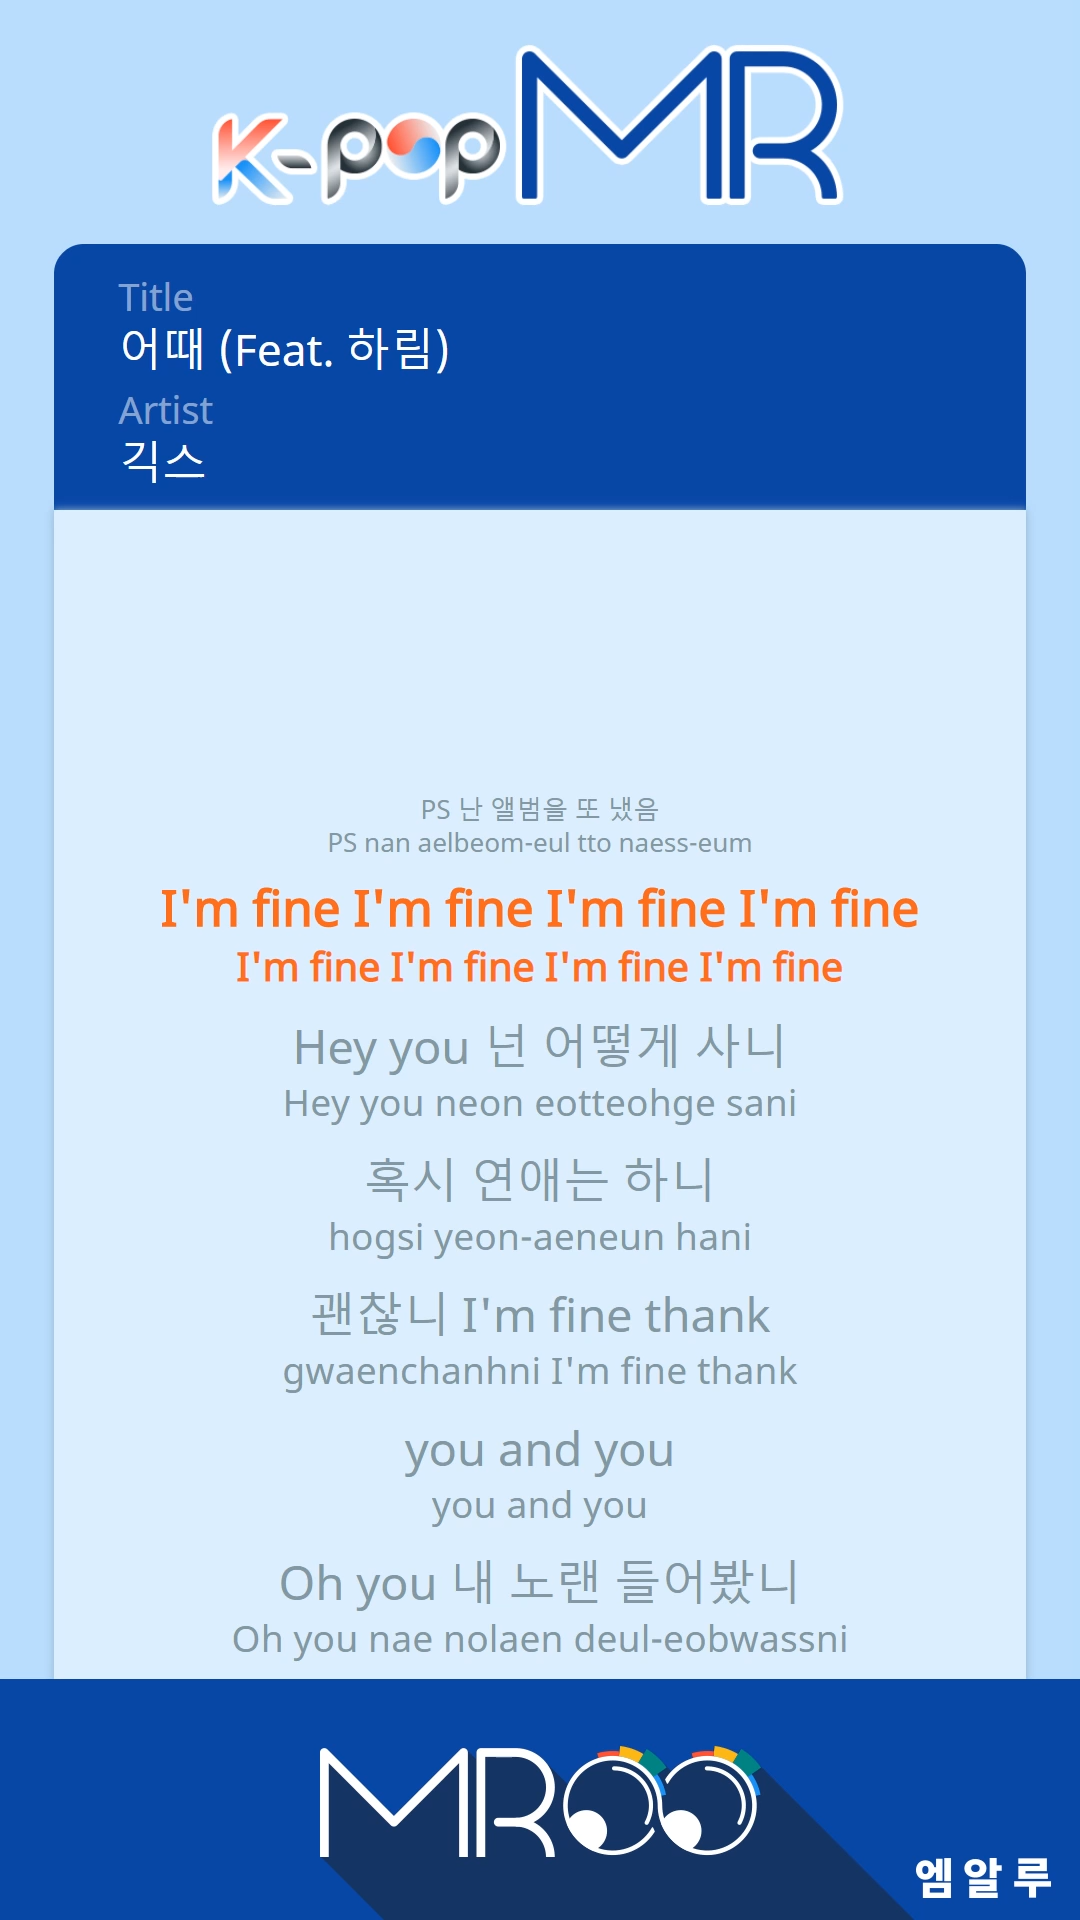 K-pop MR
Title
어때 (Feat. 하림)
Artist
긱스
PS 난 앨범을 또 냈음
PS nan aelbeom-eul tto naess-eum
I'm fine I'm fine I'm fine I'm fine
I'm fine I'm fine I'm fine I'm fine
Hey you 넌 어떻게 사니
Hey you neon eotteohge sani
혹시 연애는 하니
hogsi yeon-aeneun hani
괜찮니 I'm fine thank
gwaenchanhni I'm fine thank
you and you
you and you
Oh you 내 노랜 들어봤니
Oh you nae nolaen deul-eobwassni
MROO
엠알루